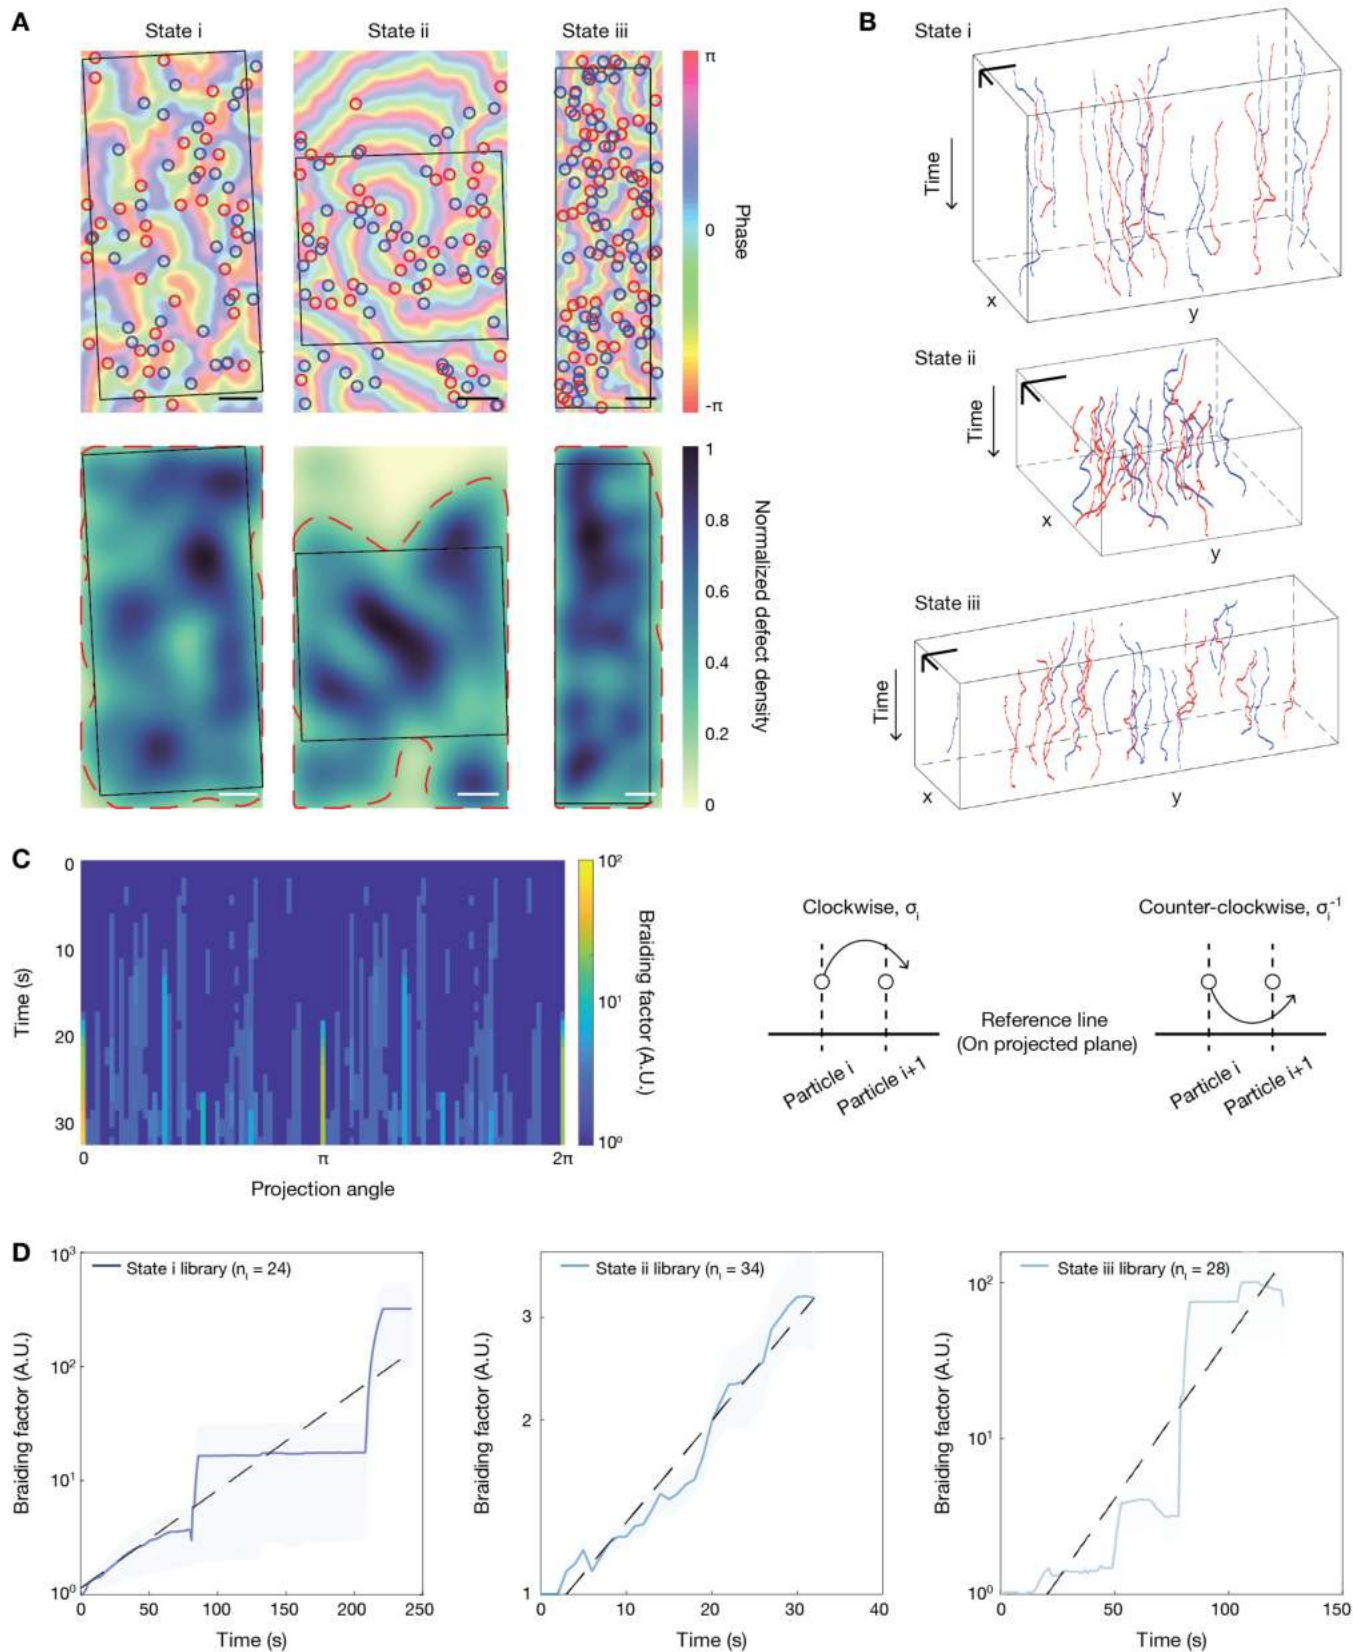 A
State i
State ii
State iii
π
0
-π
Phase
1
0.8
0.6
0.4
0.2
0
Normalized defect density
B
State i
Time
x
y
State ii
Time
x
y
State iii
Time
x
y
C
0
10
20
30
Time (s)
0
π
2π
Projection angle
10²
10¹
10⁰
Braiding factor (A.U.)
Clockwise, σᵢ
Particle i
Particle i+1
Reference line
(On projected plane)
Counter-clockwise, σᵢ⁻¹
Particle i
Particle i+1
D
10³
10²
10¹
10⁰
Braiding factor (A.U.)
State i library (nₗ = 24)
0
50
100
150
200
250
Time (s)
3
2
1
Braiding factor (A.U.)
State ii library (nₗ = 34)
0
10
20
30
40
Time (s)
10²
10¹
10⁰
Braiding factor (A.U.)
State iii library (nₗ = 28)
0
50
100
150
Time (s)